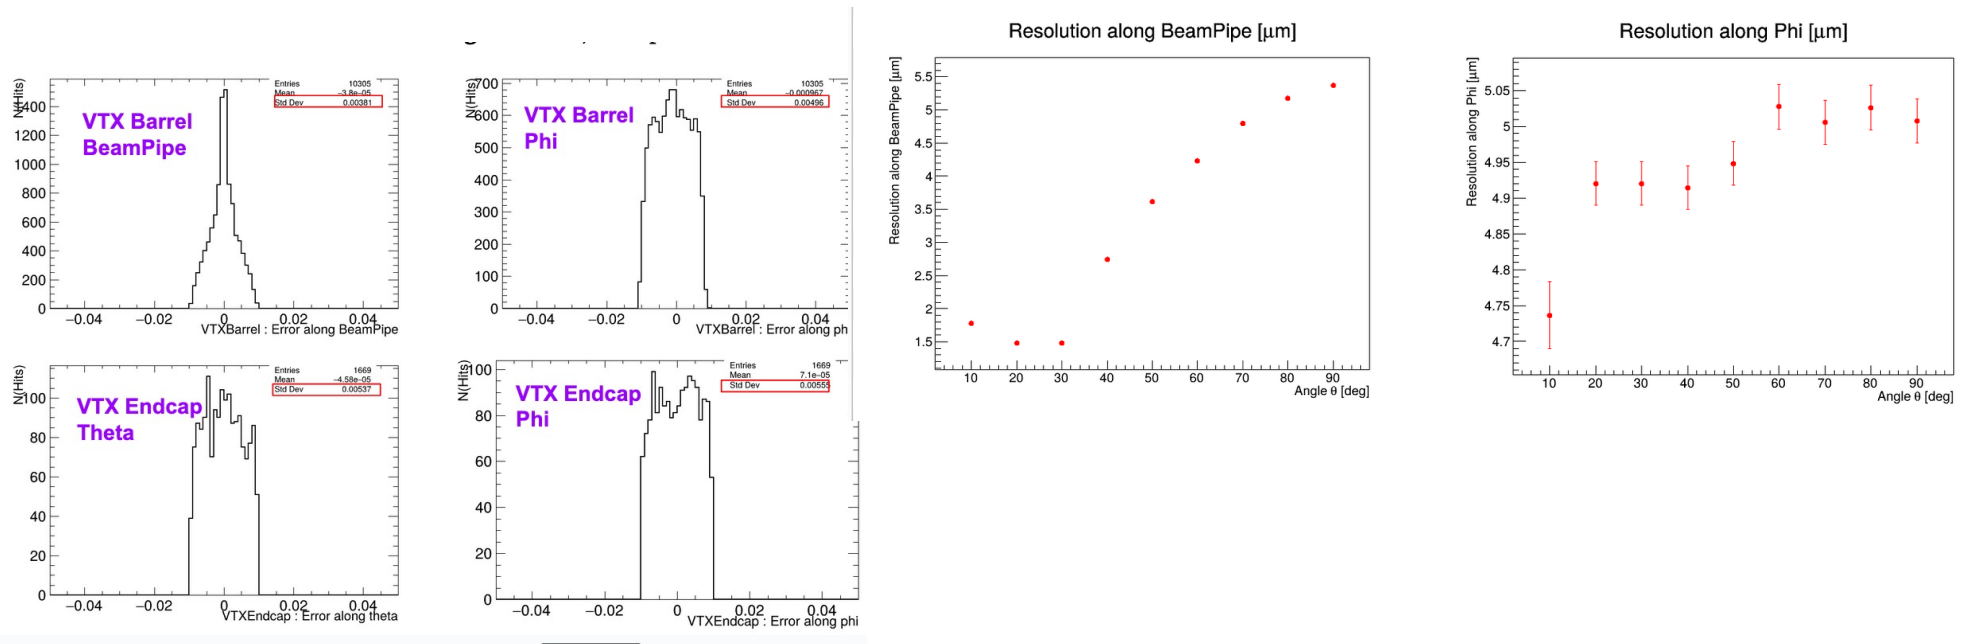 N(Hits)
1400
1200
1000
800
600
400
200
0
VTX Barrel
BeamPipe
Entries 10305
Mean −3.8e−05
Std Dev 0.00381
−0.04 −0.02 0 0.02 0.04
VTXBarrel : Error along BeamPipe
N(Hits)
700
600
500
400
300
200
100
0
VTX Barrel
Phi
Entries 10305
Mean −0.000967
Std Dev 0.00496
−0.04 −0.02 0 0.02 0.04
VTXBarrel : Error along ph
N(Hits)
100
80
60
40
20
0
VTX Endcap
Theta
Entries 1669
Mean −4.58e−05
Std Dev 0.00537
−0.04 −0.02 0 0.02 0.04
VTXEndcap : Error along theta
N(Hits)
100
80
60
40
20
0
VTX Endcap
Phi
Entries 1669
Mean 7.1e−05
Std Dev 0.00555
−0.04 −0.02 0 0.02 0.04
VTXEndcap : Error along phi
Resolution along BeamPipe [μm]
Resolution along BeamPipe [μm]
5.5
5
4.5
4
3.5
3
2.5
2
1.5
10 20 30 40 50 60 70 80 90
Angle θ [deg]
Resolution along Phi [μm]
Resolution along Phi [μm]
5.05
5
4.95
4.9
4.85
4.8
4.75
4.7
10 20 30 40 50 60 70 80 90
Angle θ [deg]